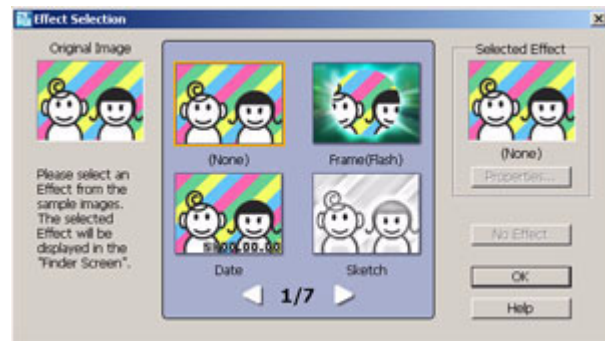 Effect Selection
Original Image
Please select an
Effect from the
sample images.
The selected
Effect will be
displayed in the
"Finder Screen".
(None)
Frame(Flash)
Date
Sketch
1/7
Selected Effect
(None)
Properties...
No Effect
OK
Help